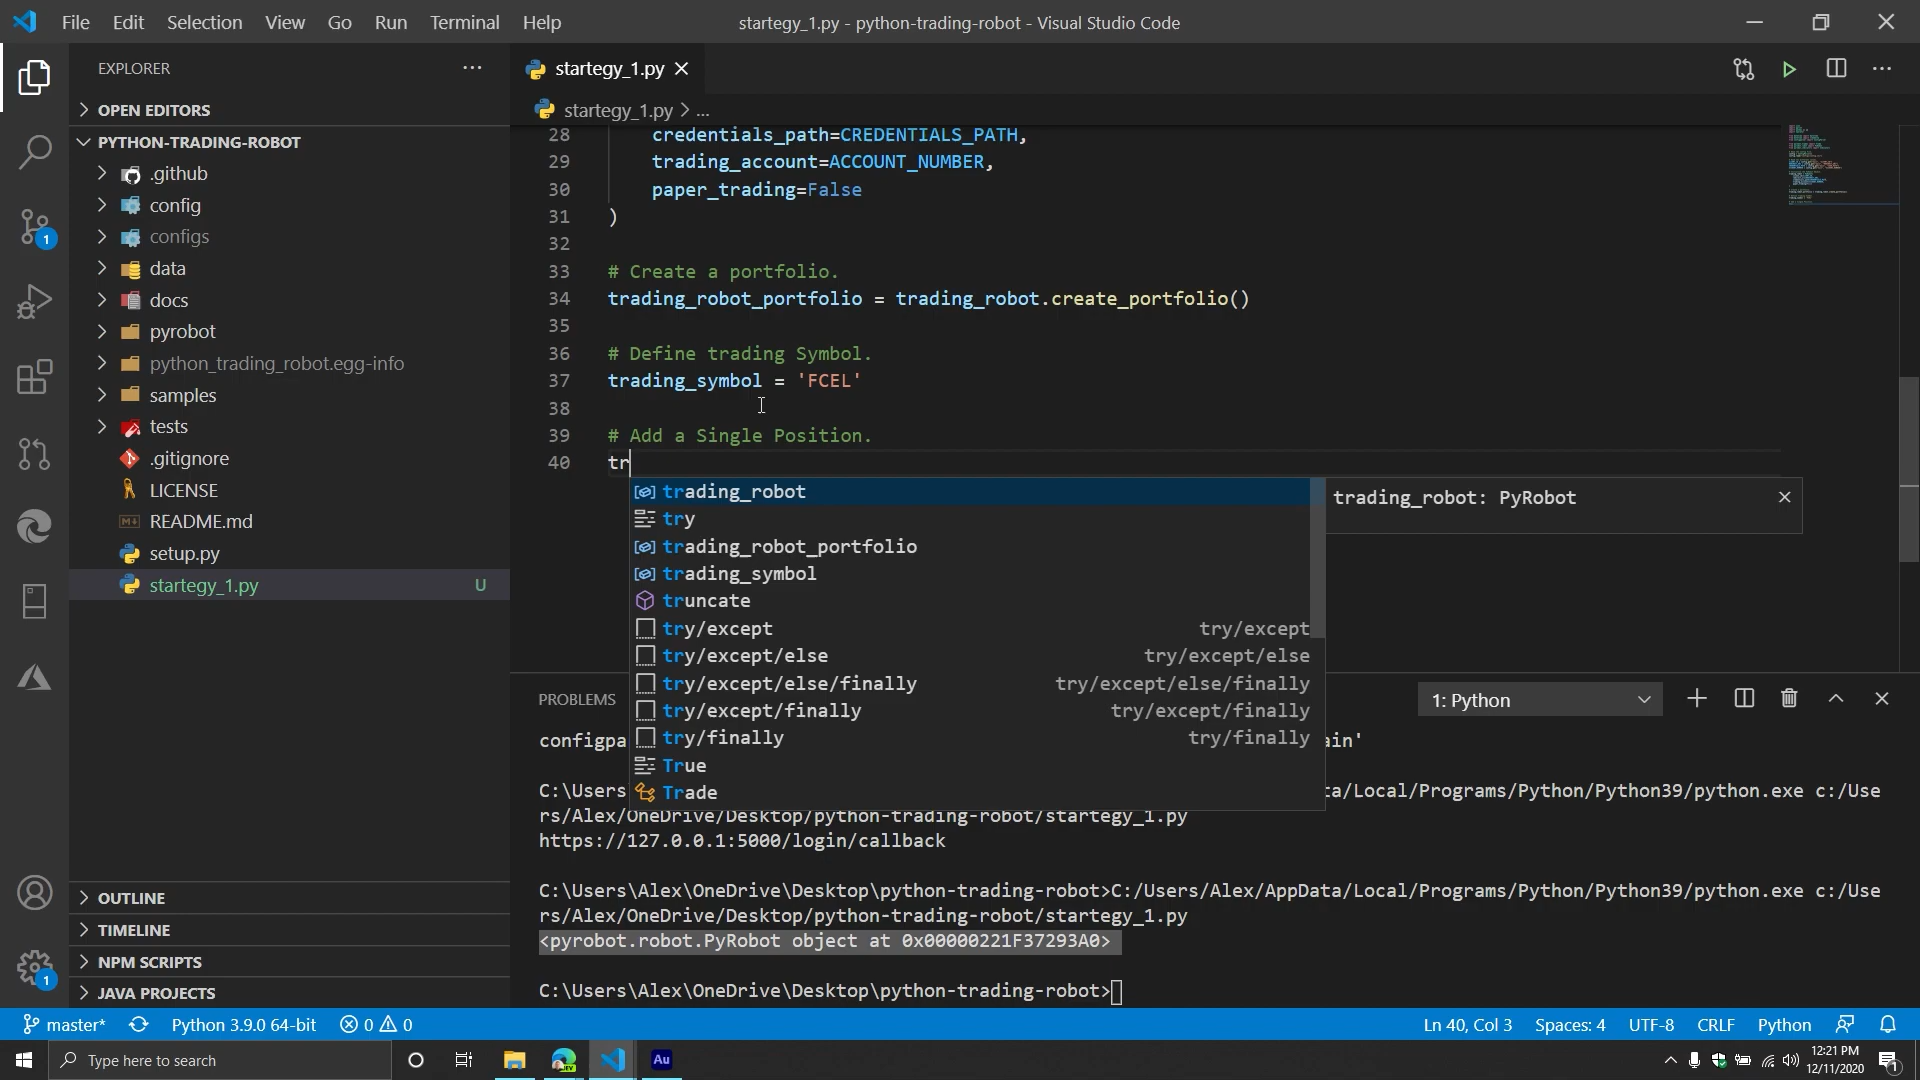 File Edit Selection View Go Run Terminal Help
startegy_1.py - python-trading-robot - Visual Studio Code
EXPLORER
OPEN EDITORS
PYTHON-TRADING-ROBOT
.github
config
configs
data
docs
pyrobot
python_trading_robot.egg-info
samples
tests
.gitignore
LICENSE
README.md
setup.py
startegy_1.py U
OUTLINE
TIMELINE
NPM SCRIPTS
JAVA PROJECTS
1
1
startegy_1.py
startegy_1.py > ...
28 credentials_path=CREDENTIALS_PATH,
29 trading_account=ACCOUNT_NUMBER,
30 paper_trading=False
31 )
32
33 # Create a portfolio.
34 trading_robot_portfolio = trading_robot.create_portfolio()
35
36 # Define trading Symbol.
37 trading_symbol = 'FCEL'
38
39 # Add a Single Position.
40 tr
trading_robot
try
trading_robot_portfolio
trading_symbol
truncate
try/except try/except
try/except/else try/except/else
try/except/else/finally try/except/else/finally
try/except/finally try/except/finally
try/finally try/finally
True
Trade
trading_robot: PyRobot
PROBLEMS
1: Python
configpa ain'
C:\Users a/Local/Programs/Python/Python39/python.exe c:/Use
rs/Alex/OneDrive/Desktop/python-trading-robot/startegy_1.py
https://127.0.0.1:5000/login/callback
C:\Users\Alex\OneDrive\Desktop\python-trading-robot>C:/Users/Alex/AppData/Local/Programs/Python/Python39/python.exe c:/Use
rs/Alex/OneDrive/Desktop/python-trading-robot/startegy_1.py
<pyrobot.robot.PyRobot object at 0x00000221F37293A0>
C:\Users\Alex\OneDrive\Desktop\python-trading-robot>
master* Python 3.9.0 64-bit 0 0
Ln 40, Col 3 Spaces: 4 UTF-8 CRLF Python
Type here to search
DEV
Au
12:21 PM
12/11/2020
1